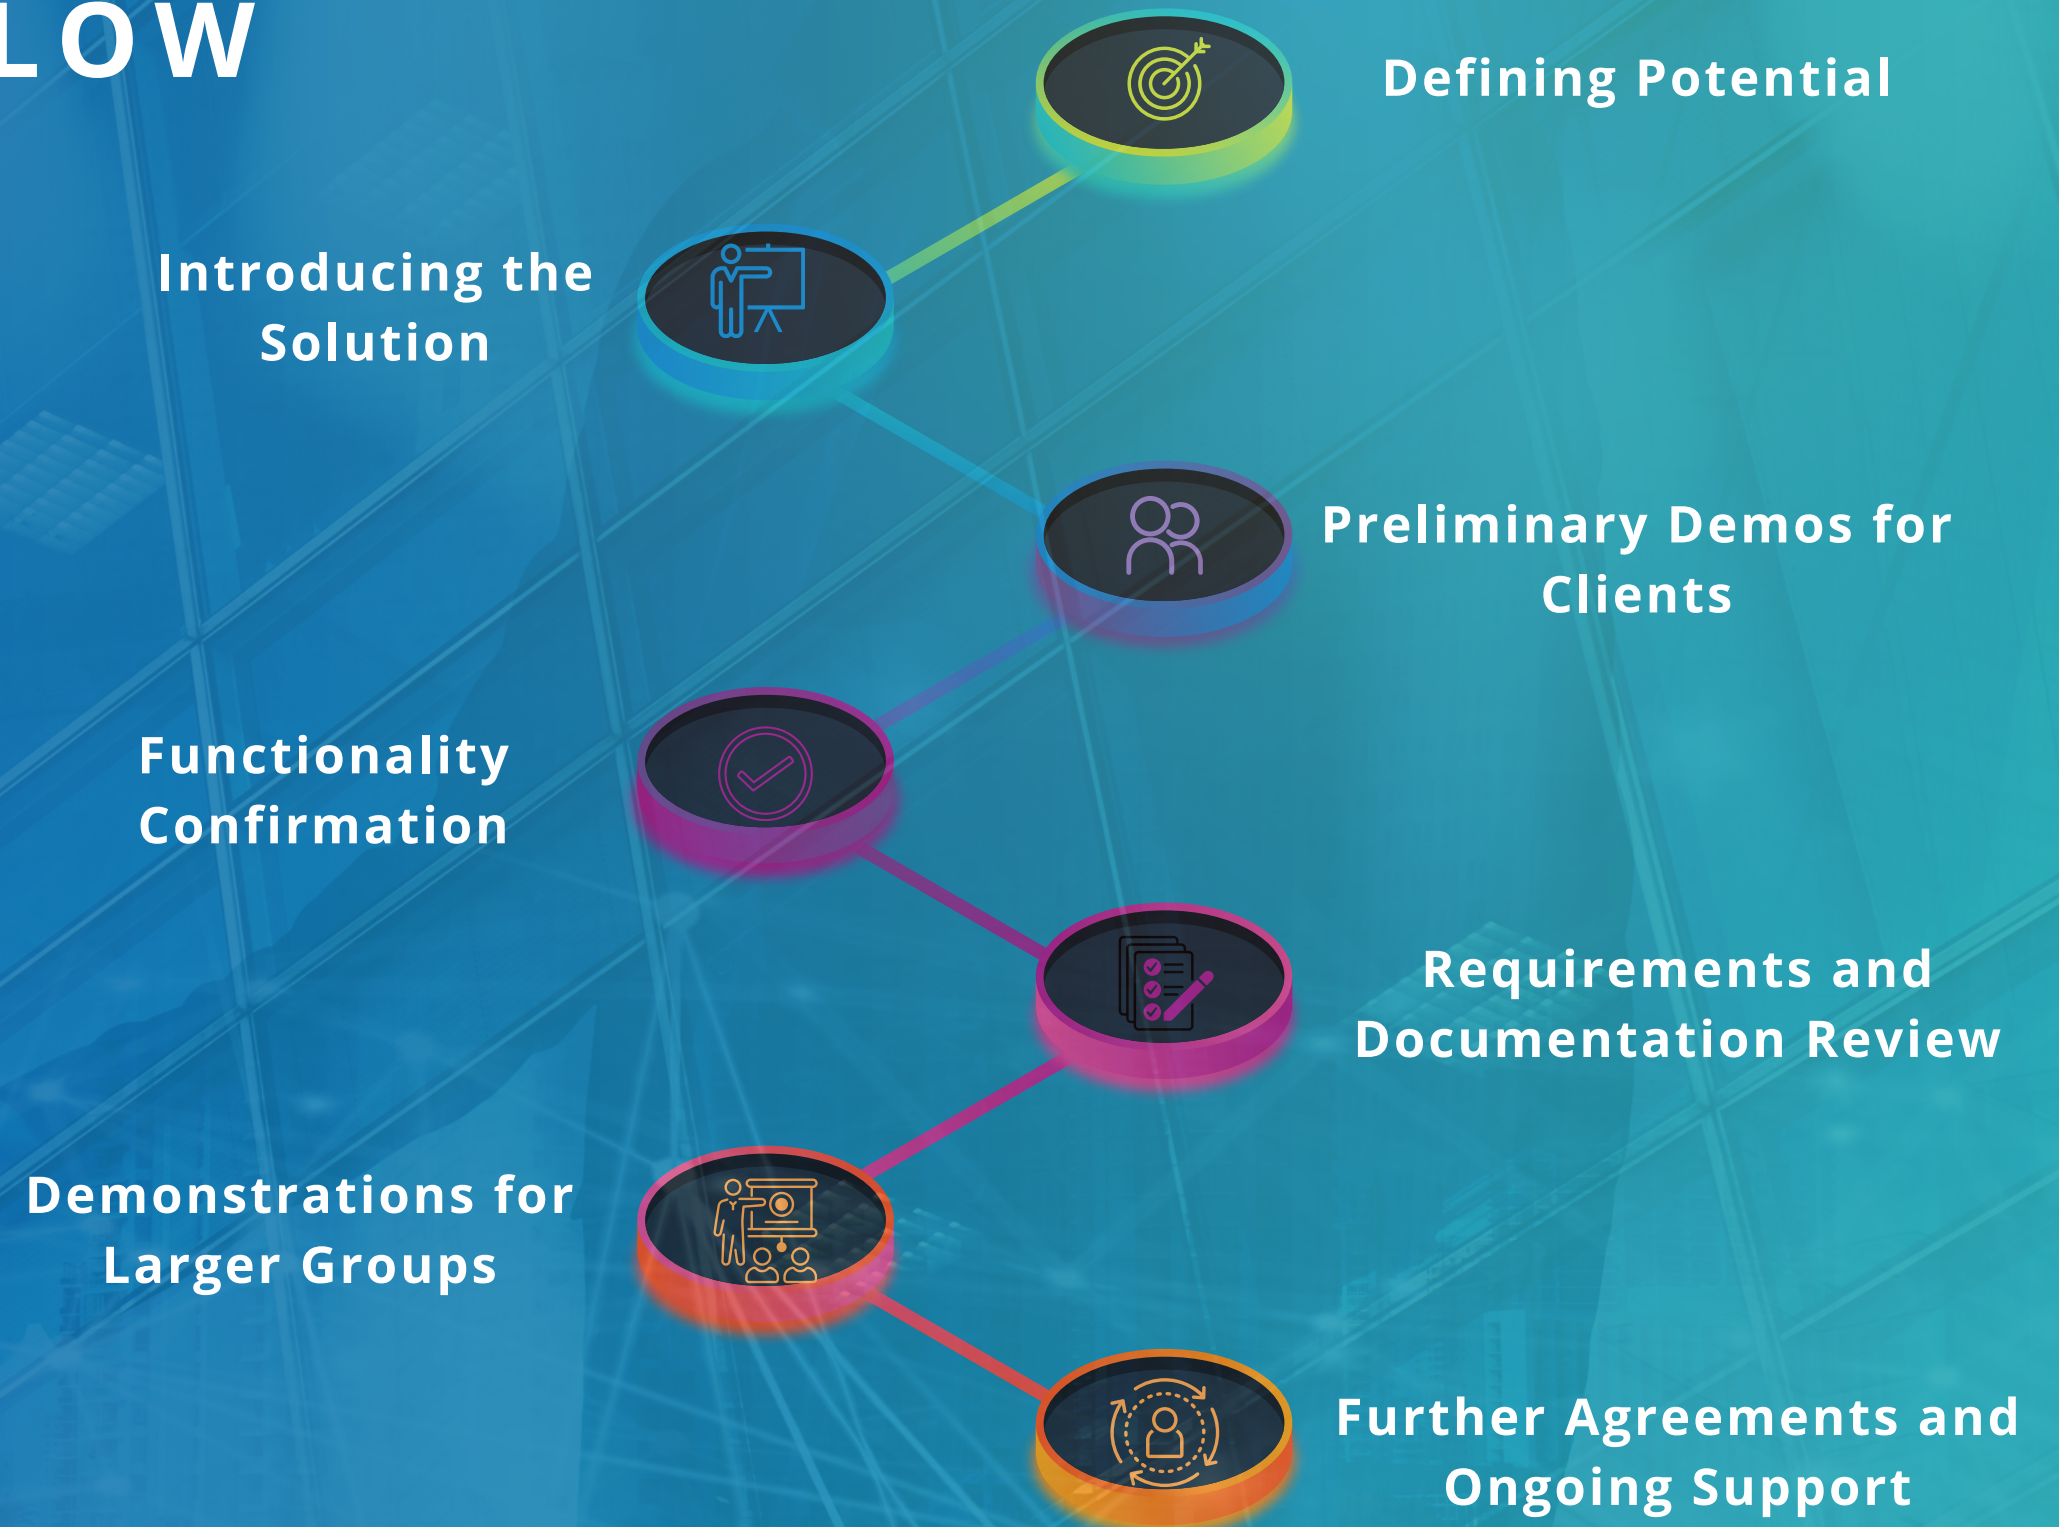 LOW
Defining Potential
Introducing the
Solution
Preliminary Demos for
Clients
Functionality
Confirmation
Requirements and
Documentation Review
Demonstrations for
Larger Groups
Further Agreements and
Ongoing Support